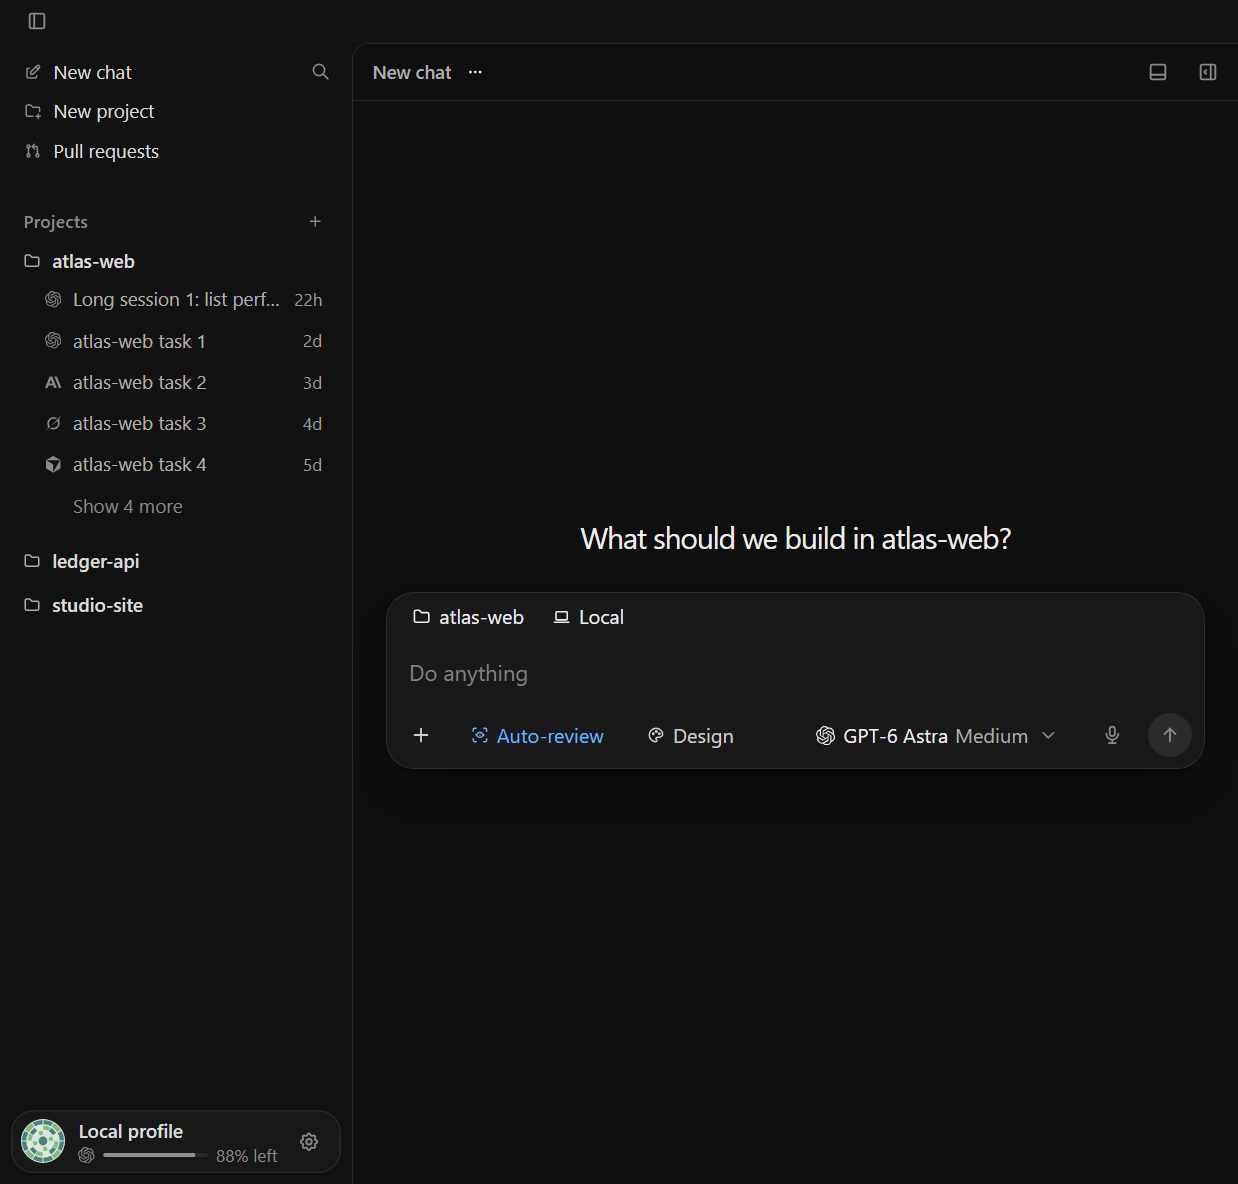 New chat
New project
Pull requests
Projects
atlas-web
Long session 1: list perf... 22h
atlas-web task 1 2d
atlas-web task 2 3d
atlas-web task 3 4d
atlas-web task 4 5d
Show 4 more
ledger-api
studio-site
Local profile
88% left
New chat
What should we build in atlas-web?
atlas-web Local
Do anything
Auto-review Design GPT-6 Astra Medium